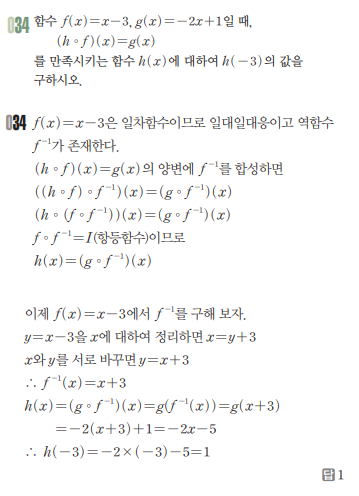 034 함수 f(x)=x-3, g(x)=-2x+1일 때,
(h∘f)(x)=g(x)
를 만족시키는 함수 h(x)에 대하여 h(-3)의 값을
구하시오.
034 f(x)=x-3은 일차함수이므로 일대일대응이고 역함수
f⁻¹가 존재한다.
(h∘f)(x)=g(x)의 양변에 f⁻¹를 합성하면
((h∘f)∘f⁻¹)(x)=(g∘f⁻¹)(x)
(h∘(f∘f⁻¹))(x)=(g∘f⁻¹)(x)
f∘f⁻¹=I(항등함수)이므로
h(x)=(g∘f⁻¹)(x)
이제 f(x)=x-3에서 f⁻¹를 구해 보자.
y=x-3을 x에 대하여 정리하면 x=y+3
x와 y를 서로 바꾸면 y=x+3
∴ f⁻¹(x)=x+3
h(x)=(g∘f⁻¹)(x)=g(f⁻¹(x))=g(x+3)
=-2(x+3)+1=-2x-5
∴ h(-3)=-2×(-3)-5=1
답 1